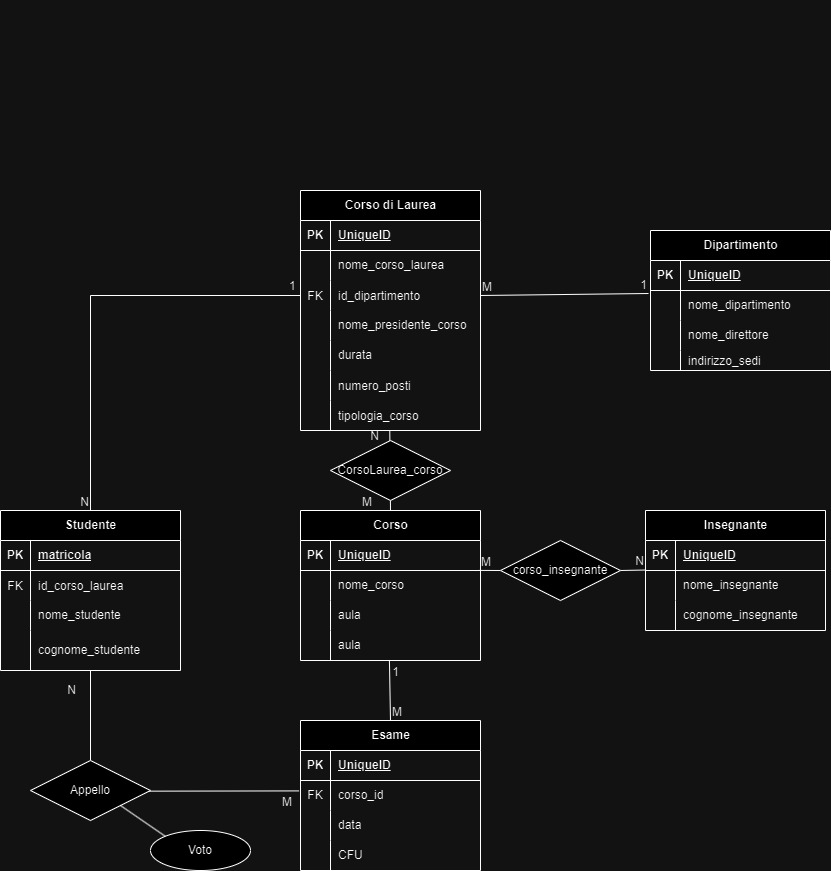 Corso di Laurea
PK UniqueID
nome_corso_laurea
FK id_dipartimento
nome_presidente_corso
durata
numero_posti
tipologia_corso
Dipartimento
PK UniqueID
nome_dipartimento
nome_direttore
indirizzo_sedi
1
M
1
N
CorsoLaurea_corso
M
N
Studente
PK matricola
FK id_corso_laurea
nome_studente
cognome_studente
Corso
PK UniqueID
nome_corso
aula
aula
M
corso_insegnante
N
Insegnante
PK UniqueID
nome_insegnante
cognome_insegnante
N
1
M
Esame
PK UniqueID
FK corso_id
data
CFU
Appello
M
Voto